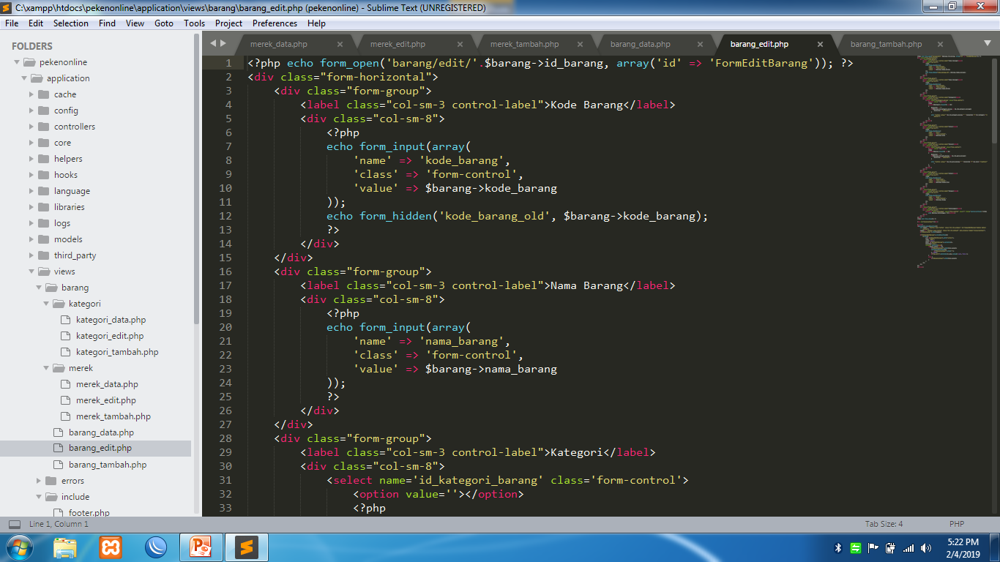 C:\xampp\htdocs\pekenonline\application\views\barang\barang_edit.php (pekenonline) - Sublime Text (UNREGISTERED)
File Edit Selection Find View Goto Tools Project Preferences Help
FOLDERS
pekenonline
application
cache
config
controllers
core
helpers
hooks
language
libraries
logs
models
third_party
views
barang
kategori
kategori_data.php
kategori_edit.php
kategori_tambah.php
merek
merek_data.php
merek_edit.php
merek_tambah.php
barang_data.php
barang_edit.php
barang_tambah.php
errors
include
footer.php
merek_data.php merek_edit.php merek_tambah.php barang_data.php barang_edit.php barang_tambah.php
1 <?php echo form_open('barang/edit/'.$barang->id_barang, array('id' => 'FormEditBarang')); ?>
2 <div class="form-horizontal">
3 <div class="form-group">
4 <label class="col-sm-3 control-label">Kode Barang</label>
5 <div class="col-sm-8">
6 <?php
7 echo form_input(array(
8 'name' => 'kode_barang',
9 'class' => 'form-control',
10 'value' => $barang->kode_barang
11 ));
12 echo form_hidden('kode_barang_old', $barang->kode_barang);
13 ?>
14 </div>
15 </div>
16 <div class="form-group">
17 <label class="col-sm-3 control-label">Nama Barang</label>
18 <div class="col-sm-8">
19 <?php
20 echo form_input(array(
21 'name' => 'nama_barang',
22 'class' => 'form-control',
23 'value' => $barang->nama_barang
24 ));
25 ?>
26 </div>
27 </div>
28 <div class="form-group">
29 <label class="col-sm-3 control-label">Kategori</label>
30 <div class="col-sm-8">
31 <select name='id_kategori_barang' class='form-control'>
32 <option value=''></option>
33 <?php
Line 1, Column 1 Tab Size: 4 PHP
5:22 PM
2/4/2019